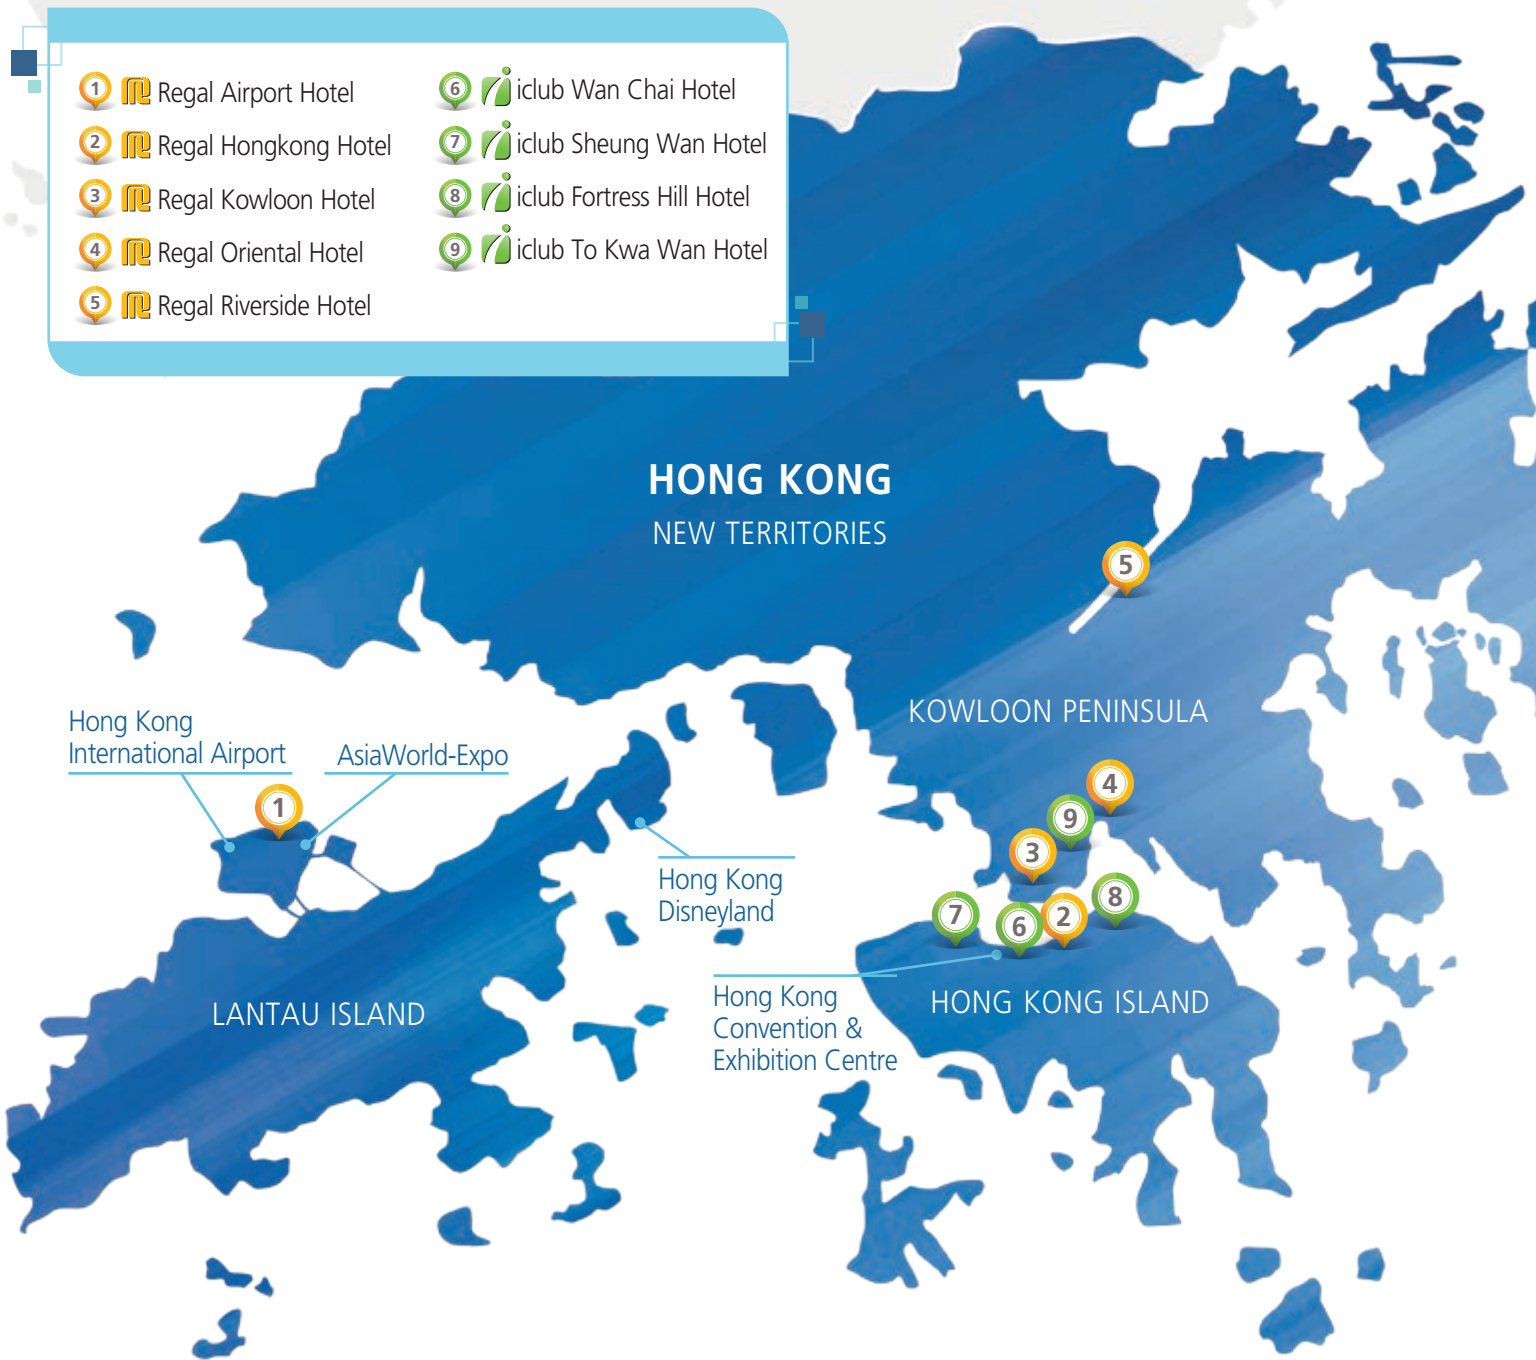 1 Regal Airport Hotel
2 Regal Hongkong Hotel
3 Regal Kowloon Hotel
4 Regal Oriental Hotel
5 Regal Riverside Hotel
6 iclub Wan Chai Hotel
7 iclub Sheung Wan Hotel
8 iclub Fortress Hill Hotel
9 iclub To Kwa Wan Hotel
HONG KONG
NEW TERRITORIES
5
KOWLOON PENINSULA
Hong Kong
International Airport
AsiaWorld-Expo
1
4
9
3
Hong Kong
Disneyland
7
6
2
8
LANTAU ISLAND
Hong Kong
Convention &
Exhibition Centre
HONG KONG ISLAND